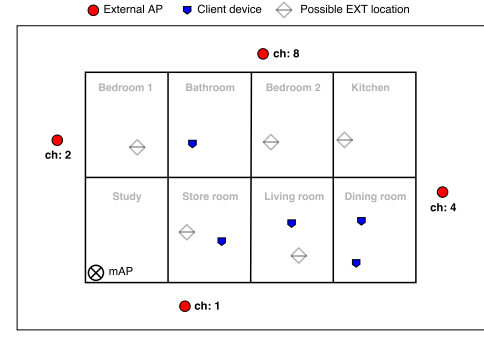 External AP Client device Possible EXT location
ch: 8
Bedroom 1 Bathroom Bedroom 2 Kitchen
ch: 2
Study Store room Living room Dining room
ch: 4
mAP
ch: 1